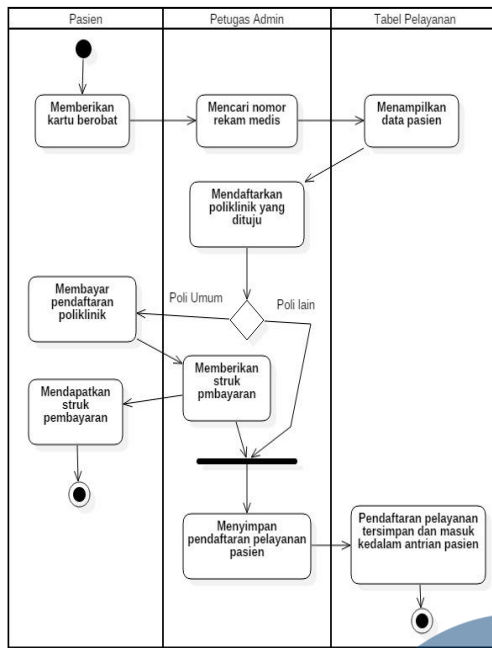 Pasien
Petugas Admin
Tabel Pelayanan
Memberikan
kartu berobat
Mencari nomor
rekam medis
Menampilkan
data pasien
Mendaftarkan
poliklinik yang
dituju
Poli Umum
Poli lain
Membayar
pendaftaran
poliklinik
Memberikan
struk
pmbayaran
Mendapatkan
struk
pembayaran
Menyimpan
pendaftaran pelayanan
pasien
Pendaftaran pelayanan
tersimpan dan masuk
kedalam antrian pasien